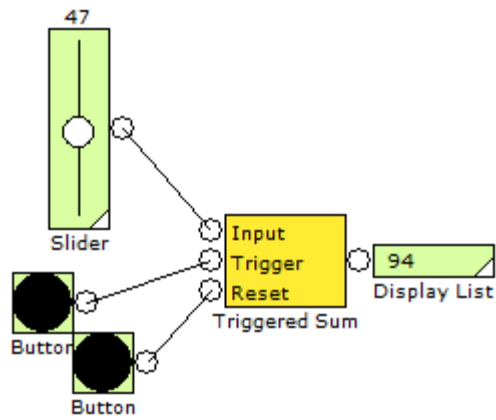 47
Slider
Input
Trigger
Reset
Triggered Sum
94
Display List
Button
Button